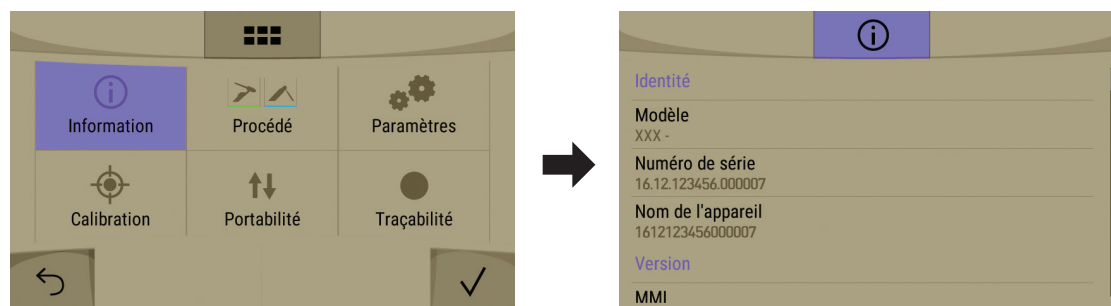 Information
Procédé
Paramètres
Calibration
Portabilité
Traçabilité
Identité
Modèle
XXX -
Numéro de série
16.12.123456.000007
Nom de l'appareil
1612123456000007
Version
MMI